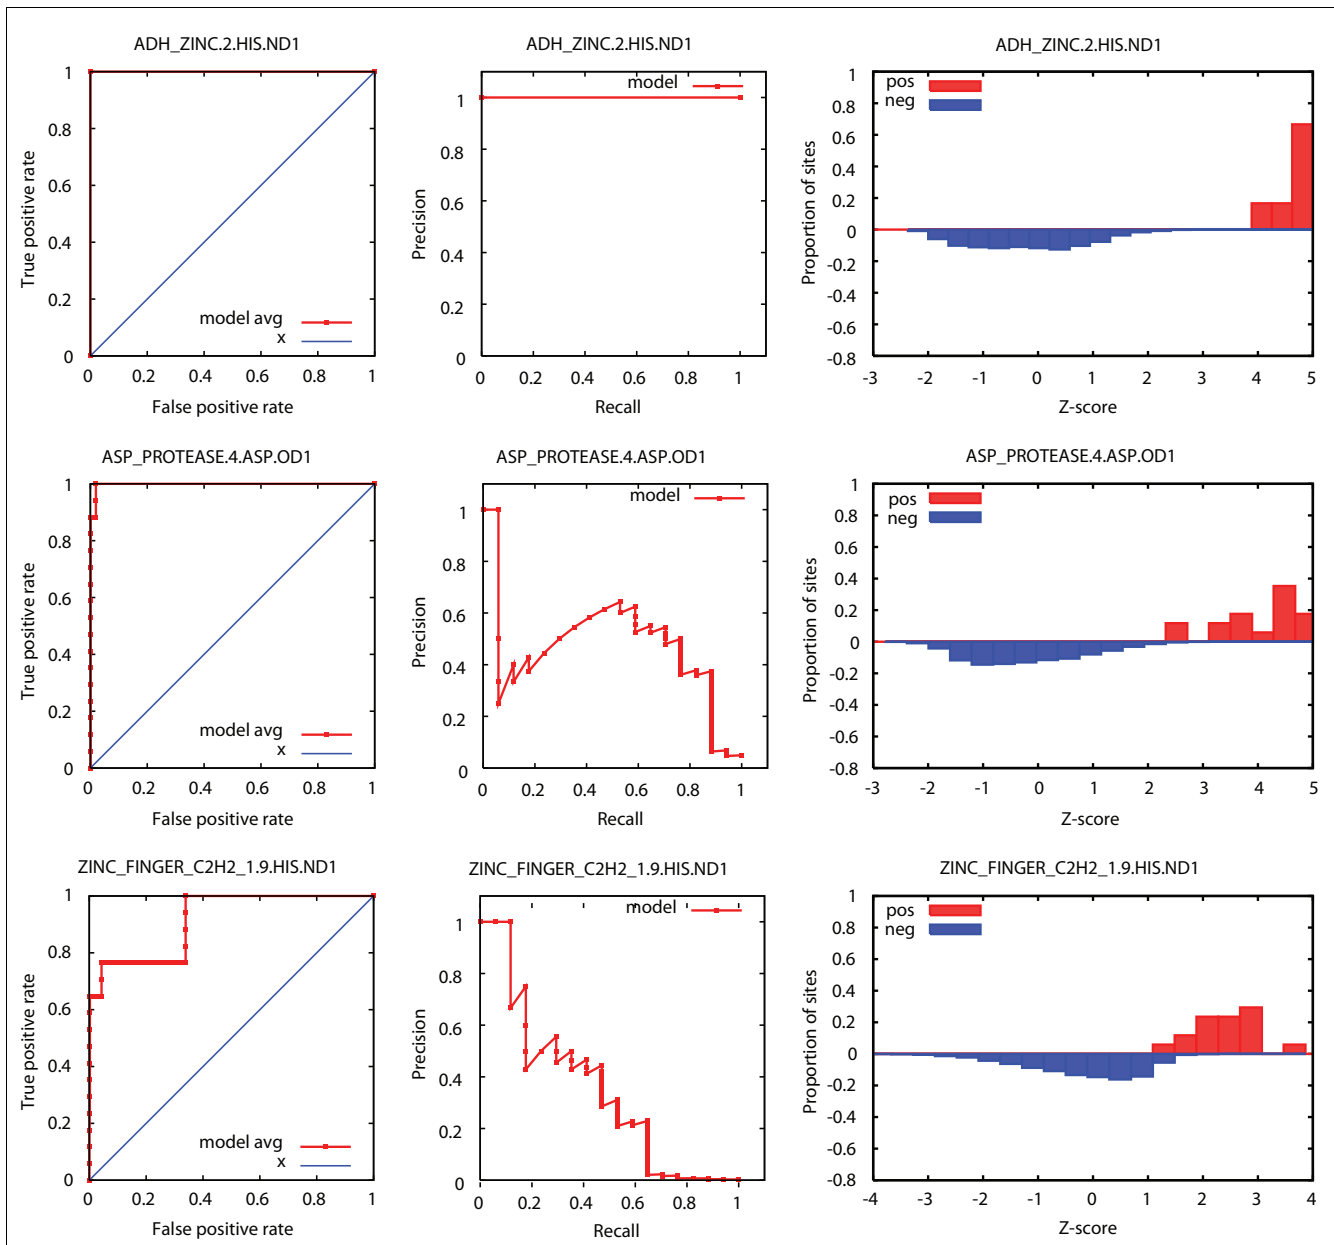 ADH_ZINC.2.HIS.ND1
True positive rate
1
0.8
0.6
0.4
0.2
0
model avg
x
0 0.2 0.4 0.6 0.8 1
False positive rate
ADH_ZINC.2.HIS.ND1
Precision
model
1
0.8
0.6
0.4
0.2
0
0 0.2 0.4 0.6 0.8 1
Recall
ADH_ZINC.2.HIS.ND1
Proportion of sites
pos
neg
1
0.8
0.6
0.4
0.2
0
-0.2
-0.4
-0.6
-0.8
-3 -2 -1 0 1 2 3 4 5
Z-score
ASP_PROTEASE.4.ASP.OD1
True positive rate
1
0.8
0.6
0.4
0.2
0
model avg
x
0 0.2 0.4 0.6 0.8 1
False positive rate
ASP_PROTEASE.4.ASP.OD1
Precision
model
1
0.8
0.6
0.4
0.2
0
0 0.2 0.4 0.6 0.8 1
Recall
ASP_PROTEASE.4.ASP.OD1
Proportion of sites
pos
neg
1
0.8
0.6
0.4
0.2
0
-0.2
-0.4
-0.6
-0.8
-3 -2 -1 0 1 2 3 4 5
Z-score
ZINC_FINGER_C2H2_1.9.HIS.ND1
True positive rate
1
0.8
0.6
0.4
0.2
0
model avg
x
0 0.2 0.4 0.6 0.8 1
False positive rate
ZINC_FINGER_C2H2_1.9.HIS.ND1
Precision
model
1
0.8
0.6
0.4
0.2
0
0 0.2 0.4 0.6 0.8 1
Recall
ZINC_FINGER_C2H2_1.9.HIS.ND1
Proportion of sites
pos
neg
1
0.8
0.6
0.4
0.2
0
-0.2
-0.4
-0.6
-0.8
-4 -3 -2 -1 0 1 2 3 4
Z-score